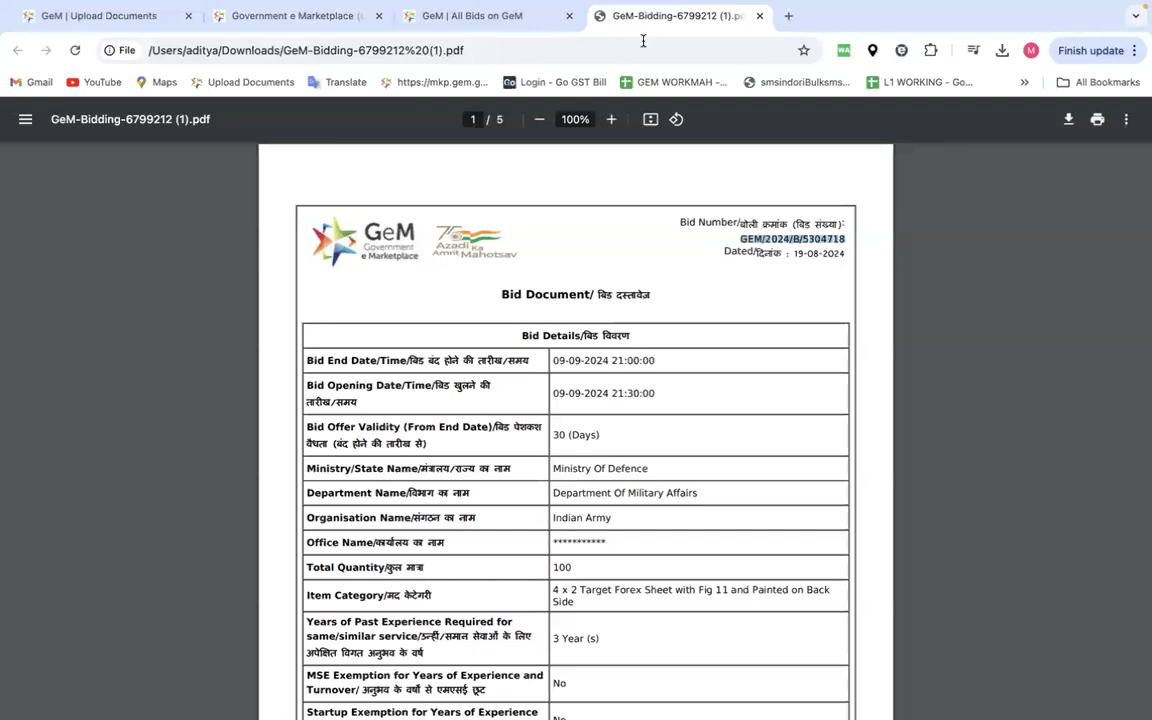 GeM | Upload Documents
Government e Marketplace (
GeM | All Bids on GeM
GeM-Bidding-6799212 (1).p
File
/Users/aditya/Downloads/GeM-Bidding-6799212%20(1).pdf
WA
M
Finish update
Gmail
YouTube
Maps
Upload Documents
Translate
https://mkp.gem.g...
Login - Go GST Bill
GEM WORKMAH –...
smsindoriBulksms...
L1 WORKING - Go...
»
All Bookmarks
GeM-Bidding-6799212 (1).pdf
1 / 5
100%
GeM
Government
e Marketplace
75
Azadi Ka
Amrit Mahotsav
Bid Number/बोली क्रमांक (बिड संख्या):
GEM/2024/B/5304718
Dated/दिनांक : 19-08-2024
Bid Document/ बिड दस्तावेज़
Bid Details/बिड विवरण
Bid End Date/Time/बिड बंद होने की तारीख/समय
09-09-2024 21:00:00
Bid Opening Date/Time/बिड खुलने की
तारीख/समय
09-09-2024 21:30:00
Bid Offer Validity (From End Date)/बिड पेशकश
वैधता (बंद होने की तारीख से)
30 (Days)
Ministry/State Name/मंत्रालय/राज्य का नाम
Ministry Of Defence
Department Name/विभाग का नाम
Department Of Military Affairs
Organisation Name/संगठन का नाम
Indian Army
Office Name/कार्यालय का नाम
***********
Total Quantity/कुल मात्रा
100
Item Category/मद केटेगरी
4 x 2 Target Forex Sheet with Fig 11 and Painted on Back
Side
Years of Past Experience Required for
same/similar service/उन्हीं/समान सेवाओं के लिए
अपेक्षित विगत अनुभव के वर्ष
3 Year (s)
MSE Exemption for Years of Experience and
Turnover/ अनुभव के वर्षों से एमएसई छूट
No
Startup Exemption for Years of Experience